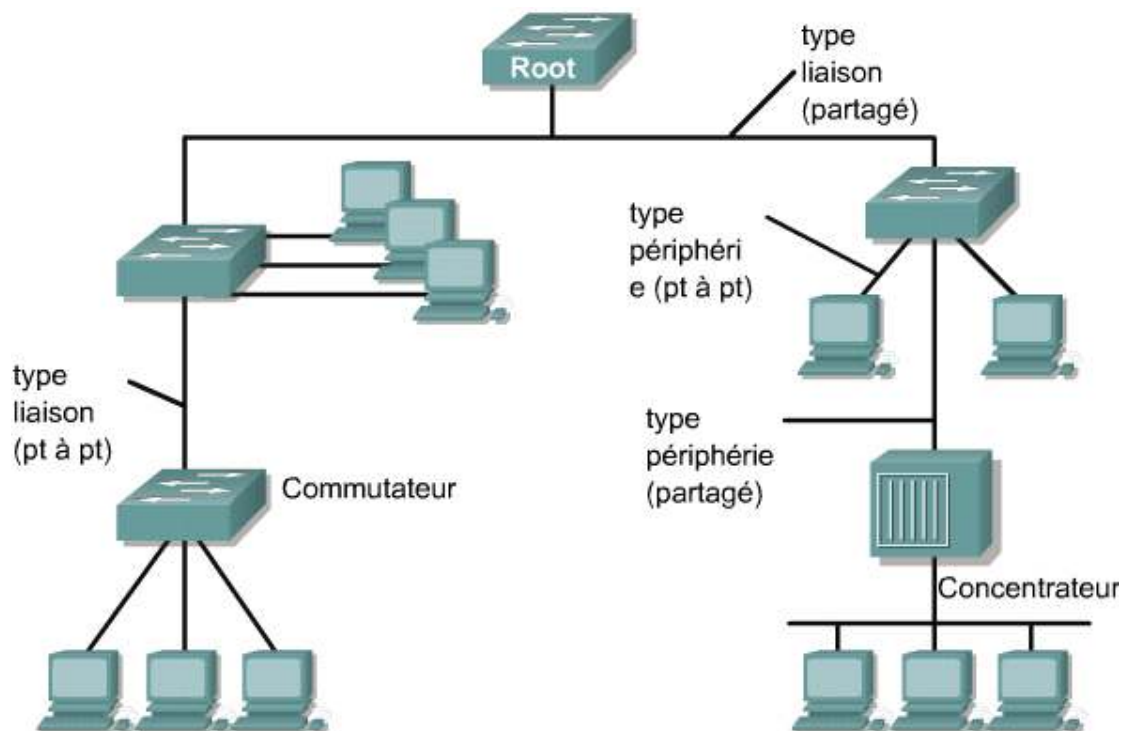 Root
type
liaison
(partagé)
type
périphéri
e (pt à pt)
type
liaison
(pt à pt)
Commutateur
type
périphérie
(partagé)
Concentrateur